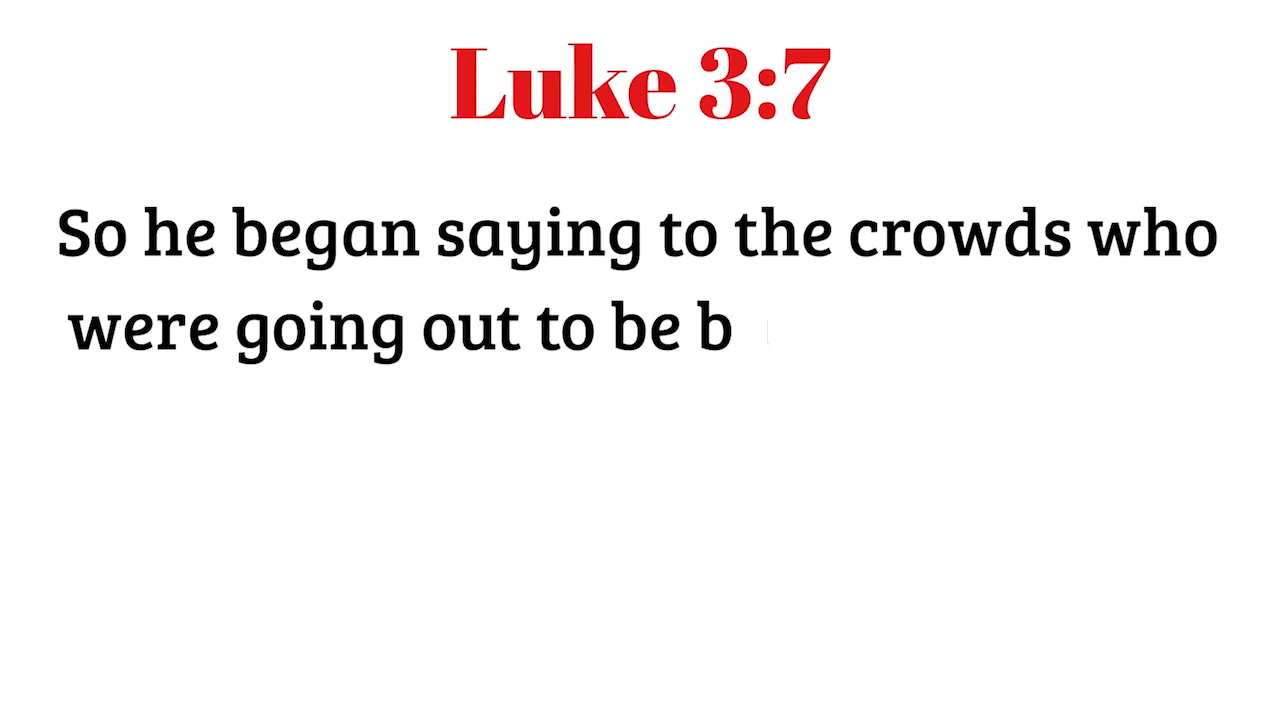 Luke 3:7
So he began saying to the crowds who
were going out to be b